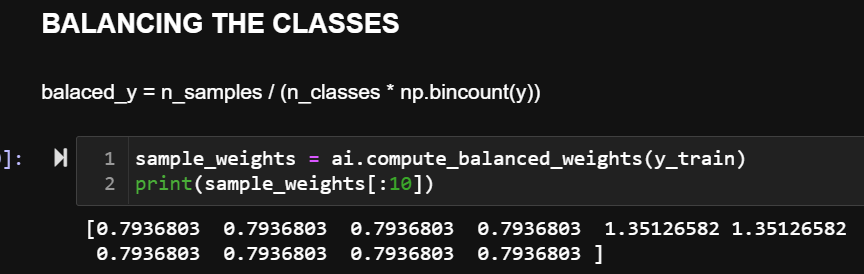 BALANCING THE CLASSES
balaced_y = n_samples / (n_classes * np.bincount(y))
]: 1 sample_weights = ai.compute_balanced_weights(y_train)
2 print(sample_weights[:10])
[0.7936803 0.7936803 0.7936803 0.7936803 1.35126582 1.35126582
0.7936803 0.7936803 0.7936803 0.7936803 ]